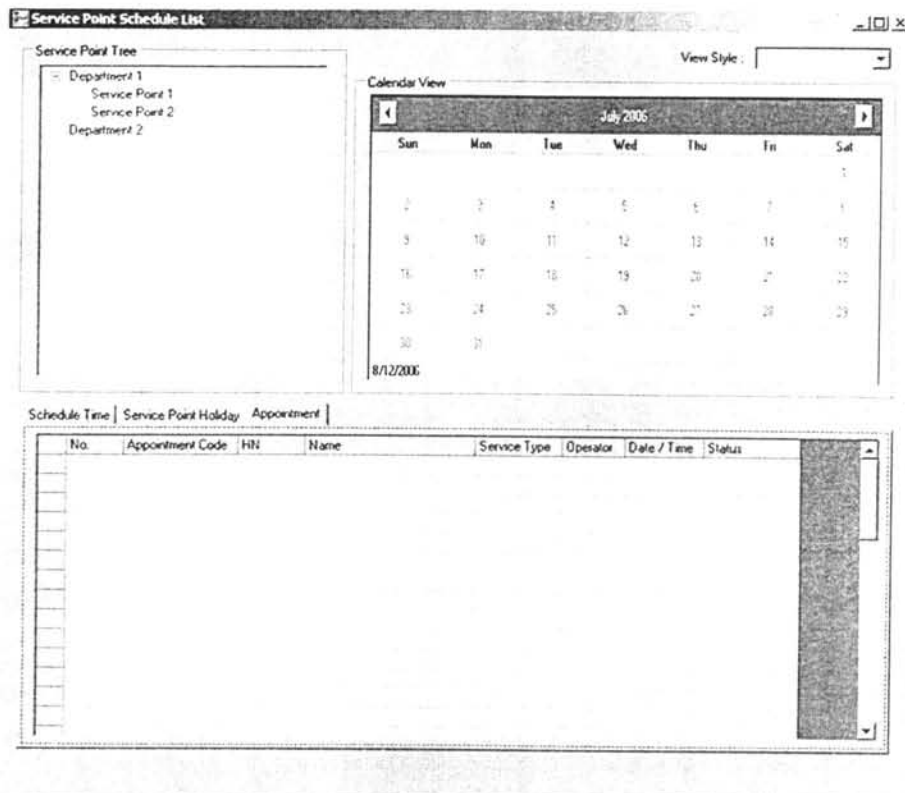 Service Point Schedule List
Service Point Tree
View Style :
Department 1
Service Point 1
Service Point 2
Department 2
Calendar View
July 2006
Sun Mon Tue Wed Thu Fri Sat
1
2 3 4 5 6 7 8
9 10 11 12 13 14 15
16 17 18 19 20 21 22
23 24 25 26 27 28 29
30 31
8/12/2006
Schedule Time Service Point Holiday Appointment
No. Appointment Code HN Name Service Type Operator Date / Time Status